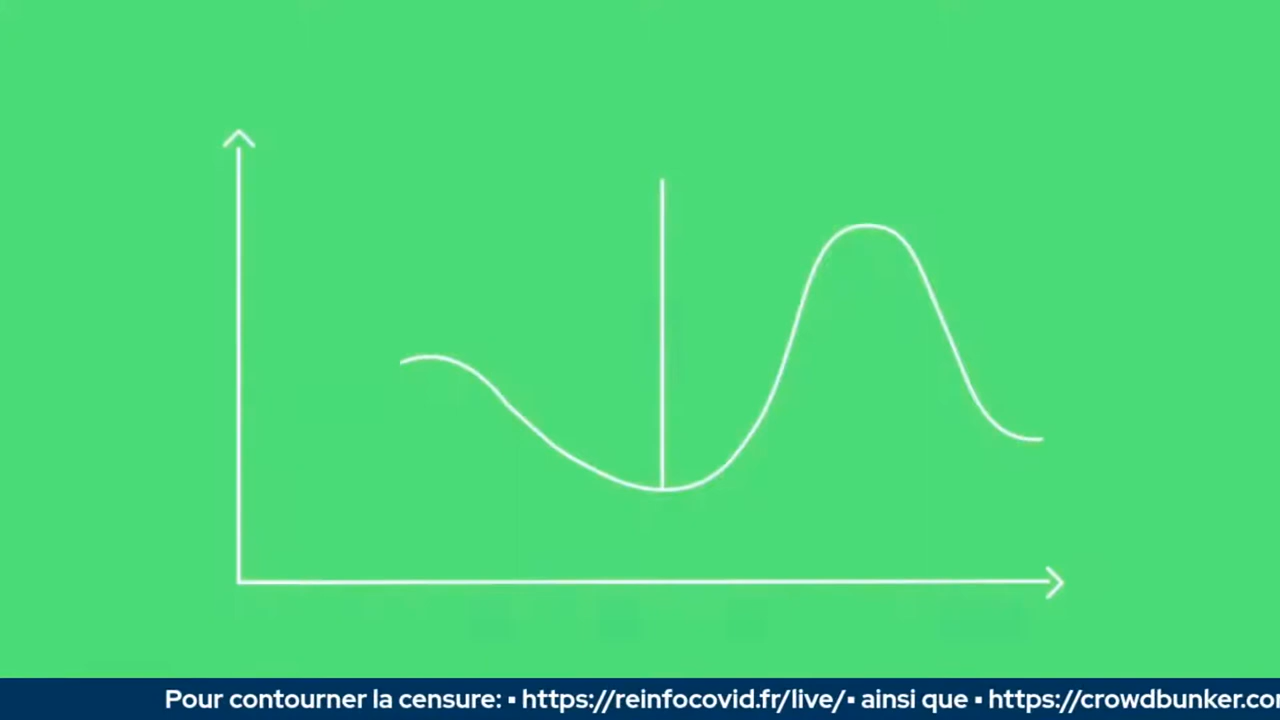 Pour contourner la censure: ▪ https://reinfocovid.fr/live/▪ ainsi que ▪ https://crowdbunker.co